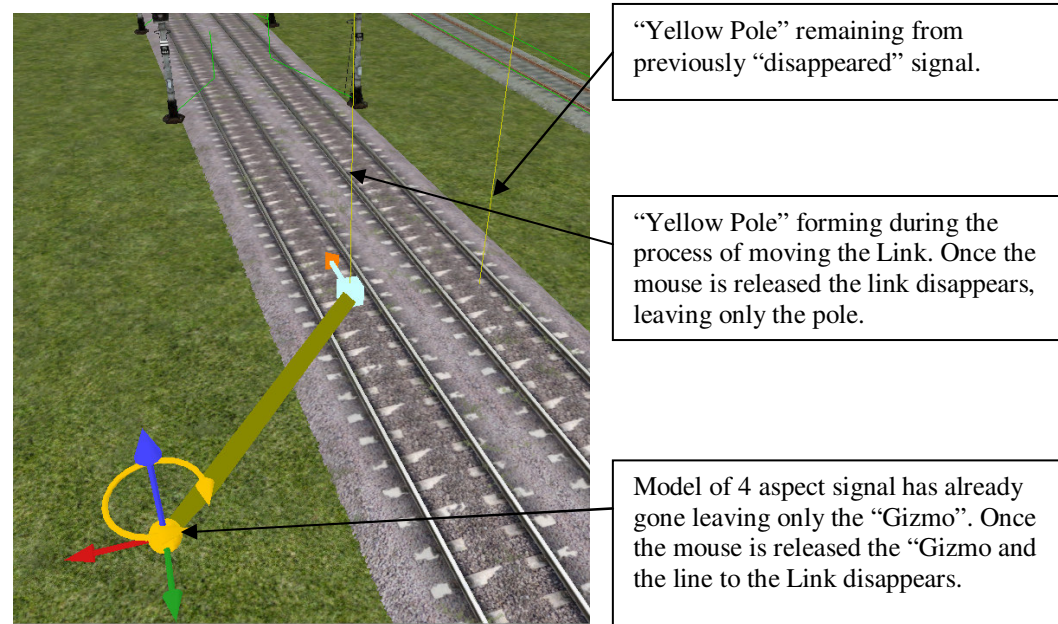 “Yellow Pole” remaining from
previously “disappeared” signal.
“Yellow Pole” forming during the
process of moving the Link. Once the
mouse is released the link disappears,
leaving only the pole.
Model of 4 aspect signal has already
gone leaving only the “Gizmo”. Once
the mouse is released the “Gizmo and
the line to the Link disappears.